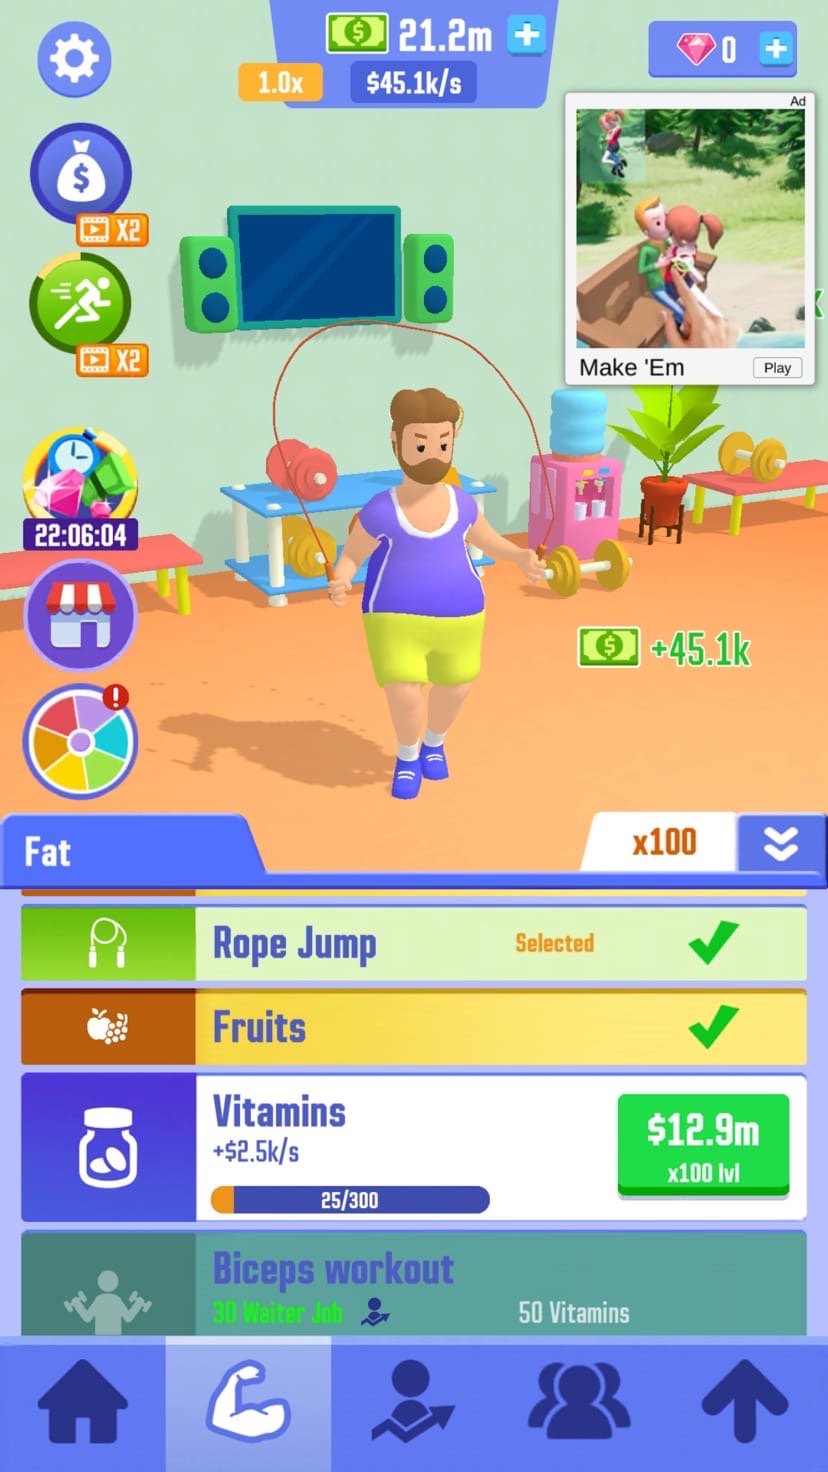 21.2m
0
1.0x
$45.1k/s
Ad
X2
X2
Make 'Em
Play
22:06:04
+45.1k
Fat
x100
Rope Jump
Selected
Fruits
Vitamins
+$2.5k/s
$12.9m
x100 lvl
25/300
Biceps workout
30 Waiter Job
50 Vitamins